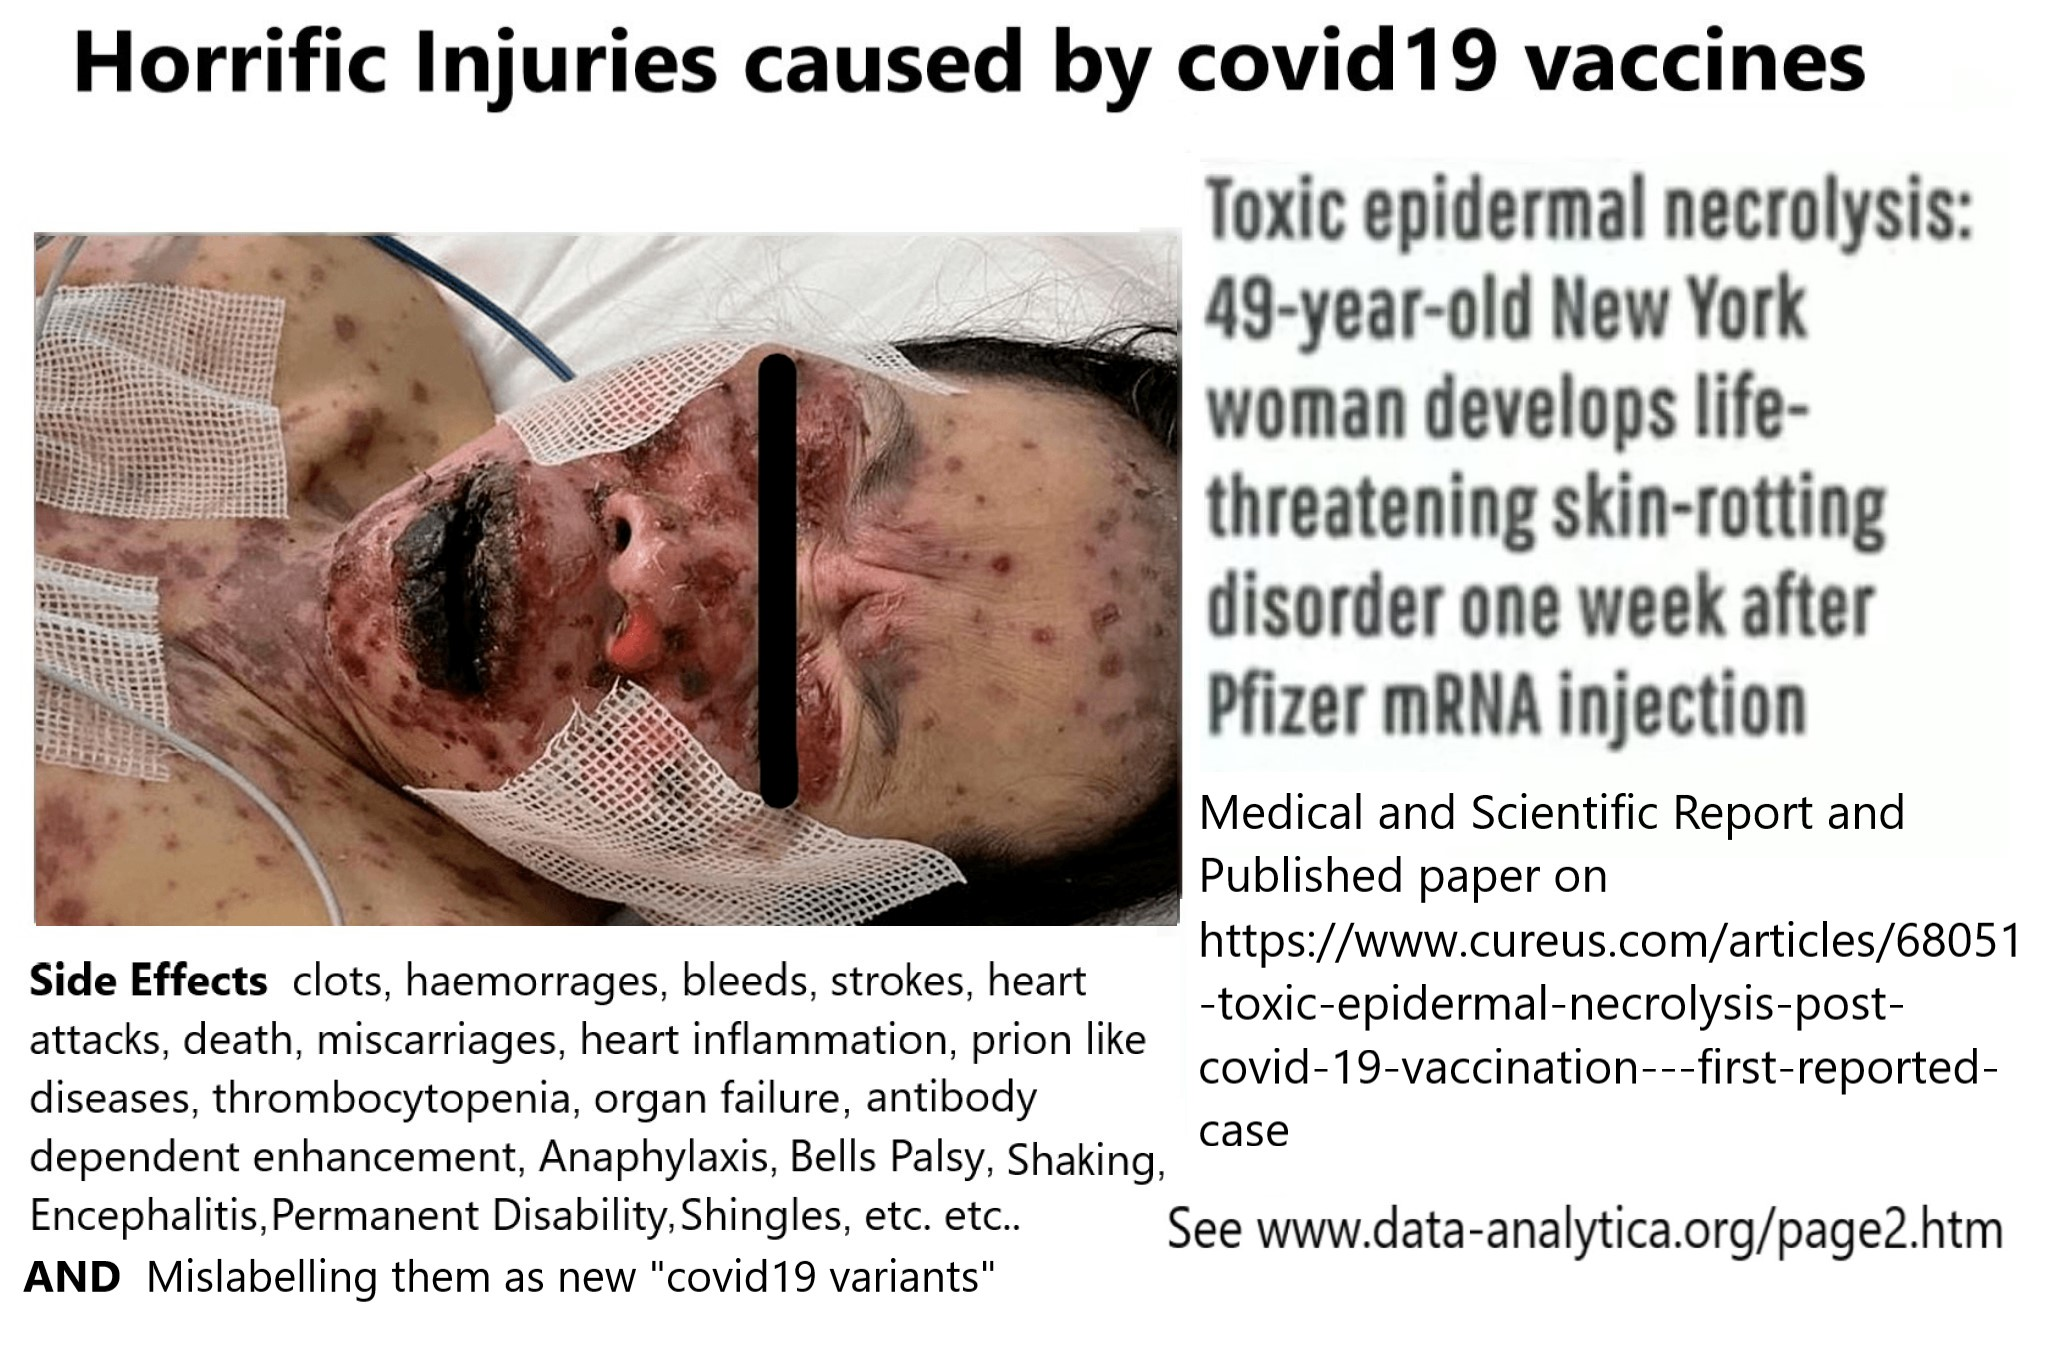 Horrific Injuries caused by covid19 vaccines
Toxic epidermal necrolysis:
49-year-old New York
woman develops life-
threatening skin-rotting
disorder one week after
Pfizer mRNA injection
Medical and Scientific Report and
Published paper on
https://www.cureus.com/articles/68051
-toxic-epidermal-necrolysis-post-
covid-19-vaccination---first-reported-
case
See www.data-analytica.org/page2.htm
Side Effects clots, haemorrages, bleeds, strokes, heart
attacks, death, miscarriages, heart inflammation, prion like
diseases, thrombocytopenia, organ failure, antibody
dependent enhancement, Anaphylaxis, Bells Palsy, Shaking,
Encephalitis,Permanent Disability,Shingles, etc. etc..
AND Mislabelling them as new "covid19 variants"